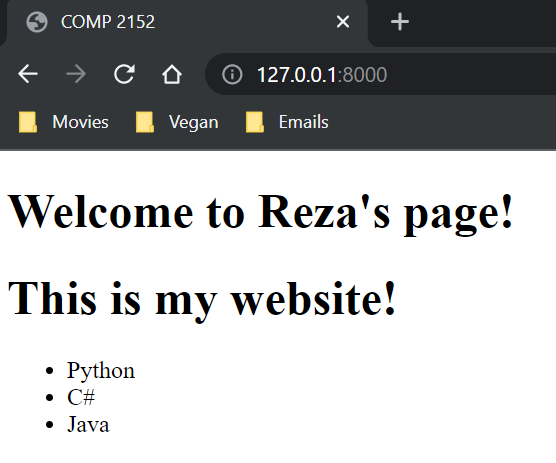 COMP 2152
127.0.0.1:8000
Movies Vegan Emails
Welcome to Reza's page!
This is my website!
Python
C#
Java